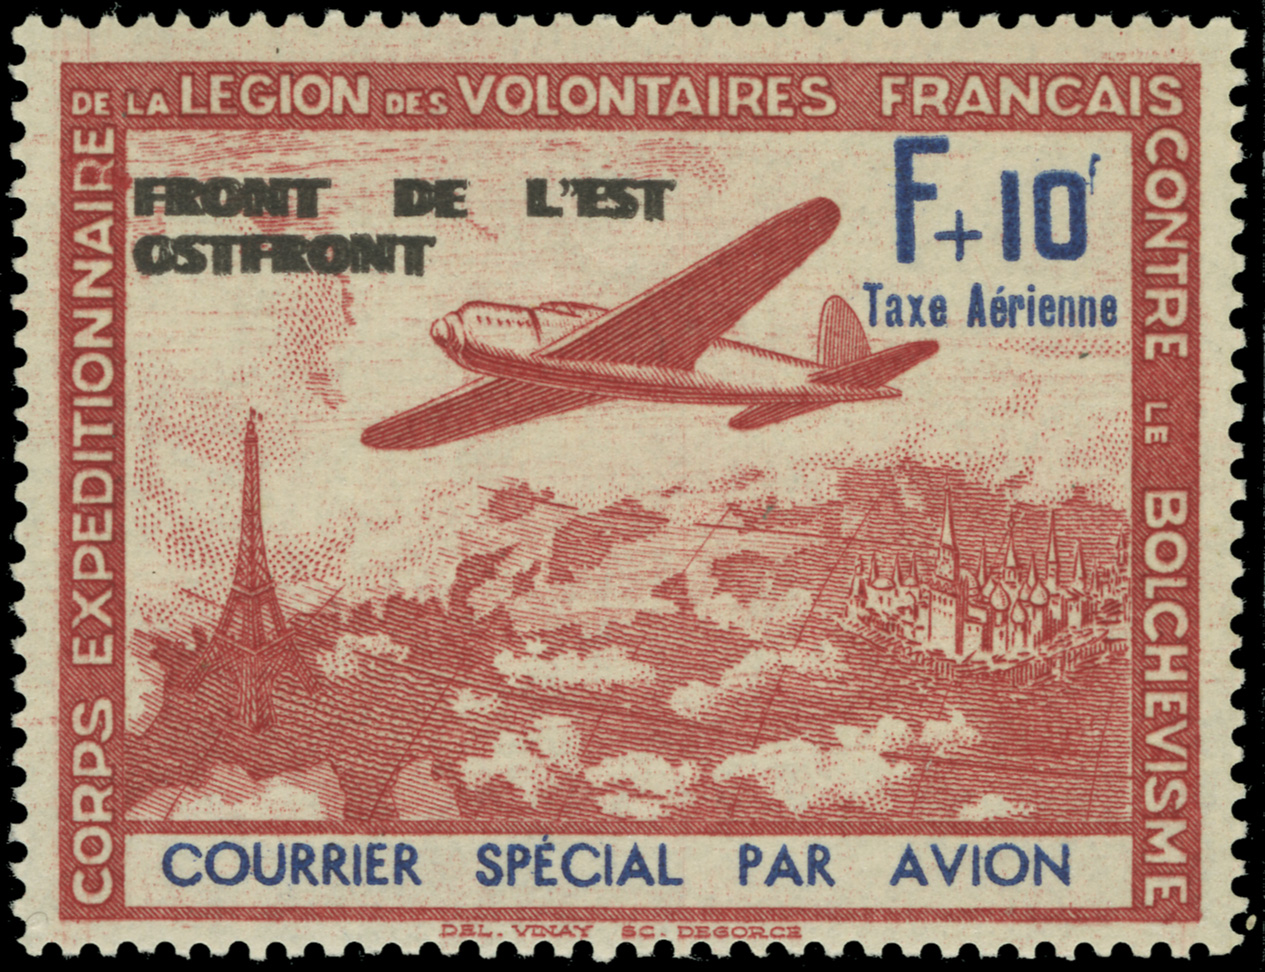 CORPS EXPEDITIONNAIRE
DE LA LEGION DES VOLONTAIRES FRANCAIS
CONTRE LE BOLCHEVISME
FRONT DE L'EST
OSTFRONT
F+10f
Taxe Aérienne
COURRIER SPÉCIAL PAR AVION
DEL. VINAY SC. DEGORCE